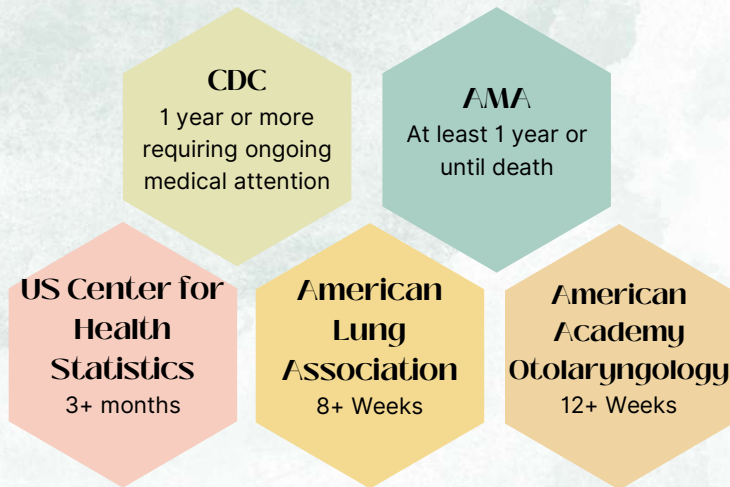 CDC
1 year or more
requiring ongoing
medical attention
AMA
At least 1 year or
until death
US Center for
Health
Statistics
3+ months
American
Lung
Association
8+ Weeks
American
Academy
Otolaryngology
12+ Weeks